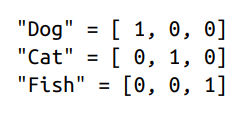 "Dog" = [ 1, 0, 0]
"Cat" = [ 0, 1, 0]
"Fish" = [0, 0, 1]